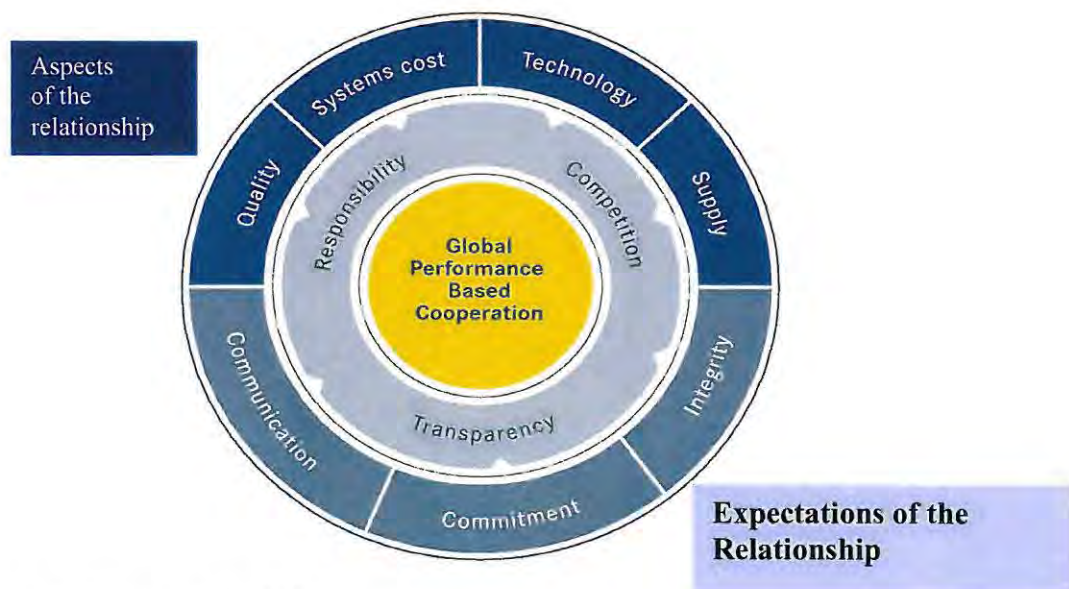 Aspects
of the
relationship
Systems cost
Technology
Quality
Supply
Responsibility
Competition
Global
Performance
Based
Cooperation
Communication
Integrity
Transparency
Commitment
Expectations of the
Relationship